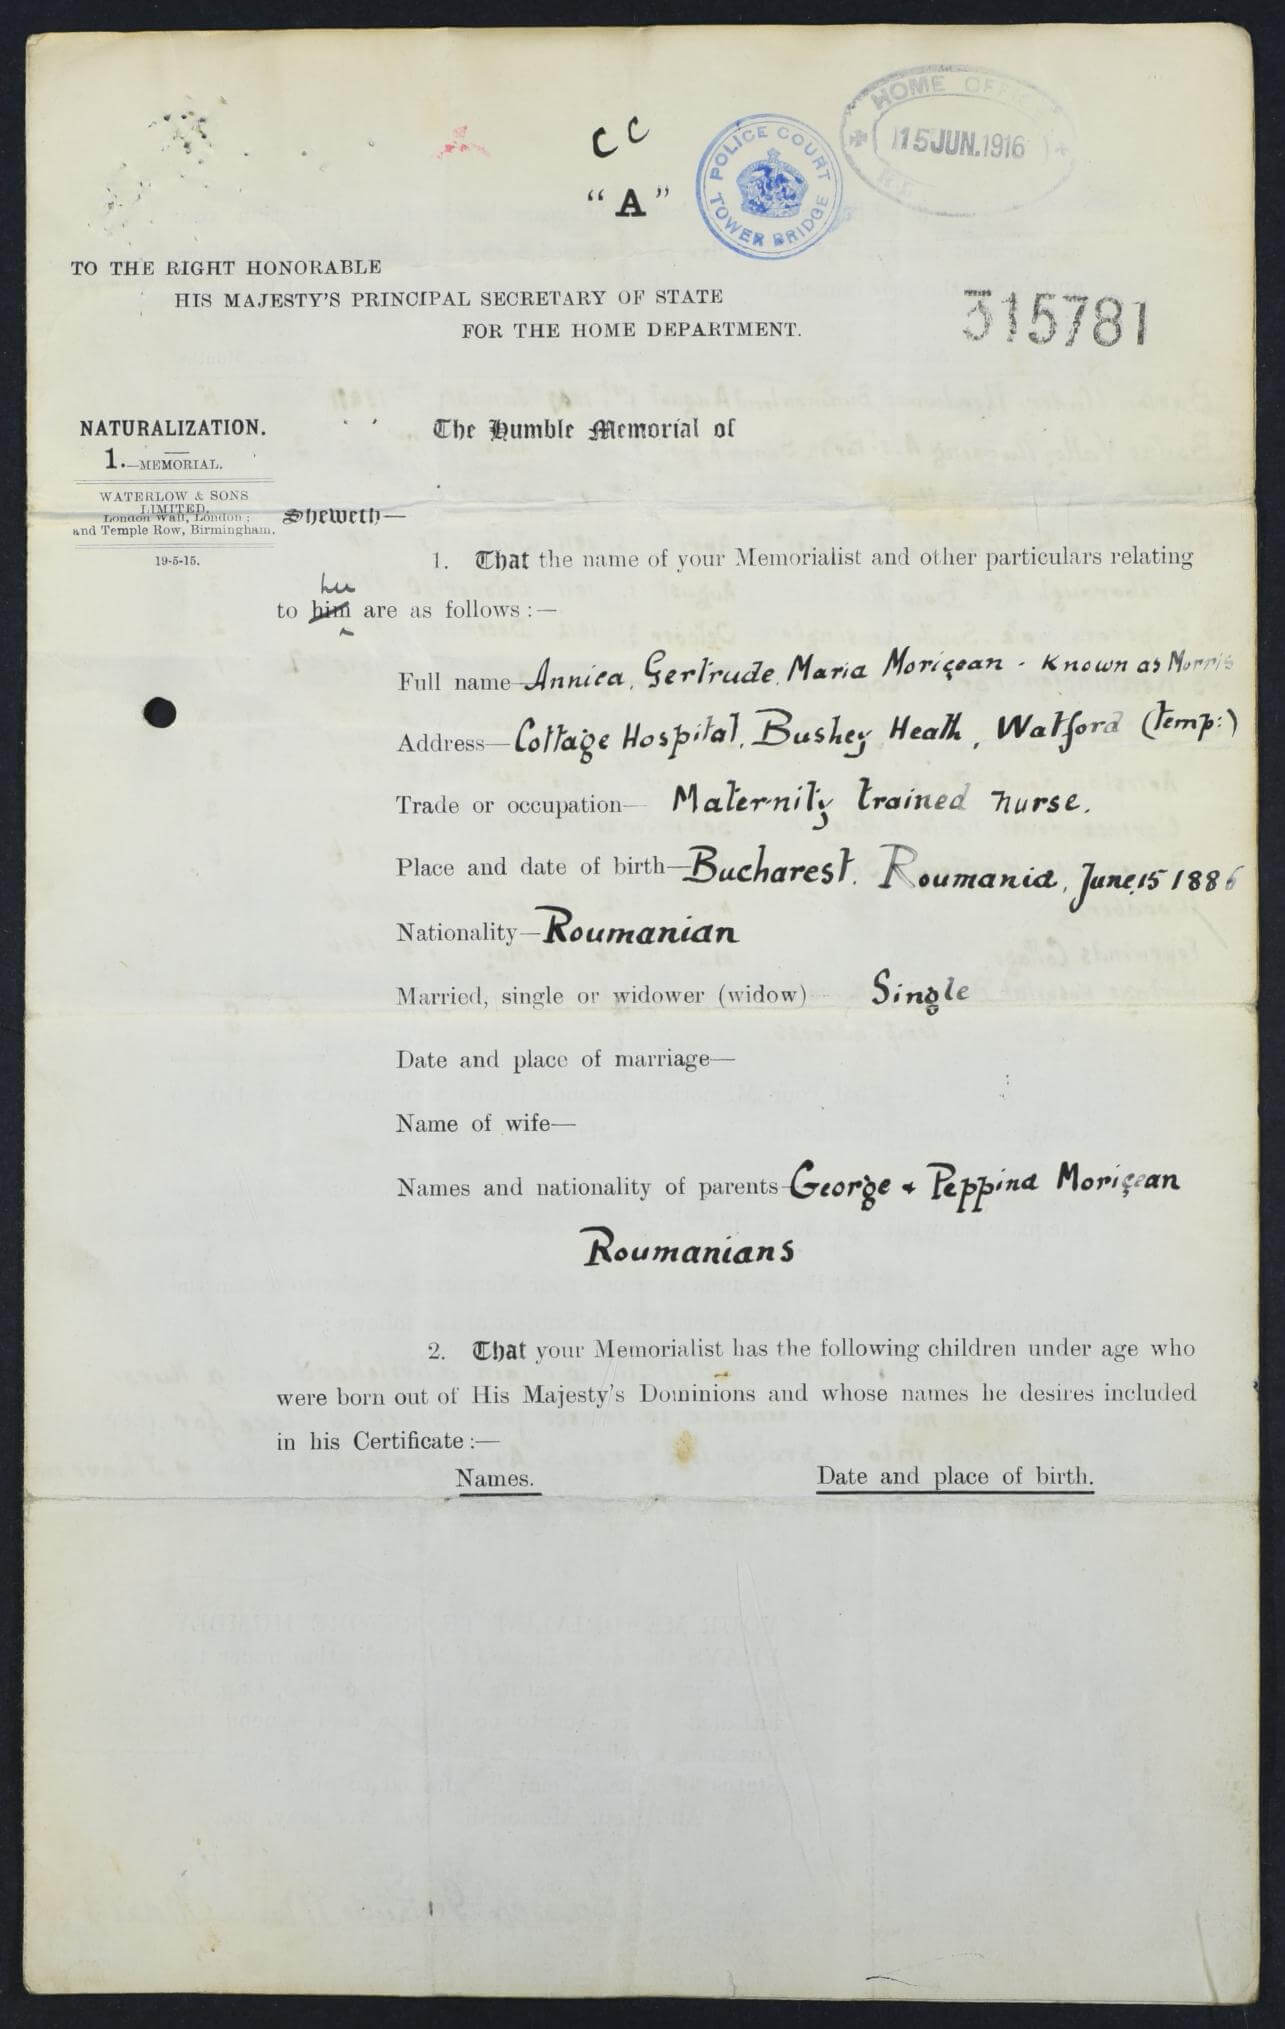 C C
"A"
POLICE COURT
TOWER BRIDGE
HOME OFFICE
15 JUN. 1916
TO THE RIGHT HONORABLE
HIS MAJESTY'S PRINCIPAL SECRETARY OF STATE
FOR THE HOME DEPARTMENT.
315781
NATURALIZATION.
1.—MEMORIAL.
WATERLOW & SONS
LIMITED,
London Wall, London;
and Temple Row, Birmingham.
19-5-15.
The Humble Memorial of
Sheweth—
1. That the name of your Memorialist and other particulars relating
her
to him are as follows:—
Full name—Annica, Gertrude, Maria Moriçean - Known as Morris
Address—Cottage Hospital, Bushey Heath, Watford (temp:)
Trade or occupation— Maternity trained nurse.
Place and date of birth—Bucharest. Roumania, June 15 1886
Nationality—Roumanian
Married, single or widower (widow)— Single
Date and place of marriage—
Name of wife—
Names and nationality of parents—George + Peppina Moriçean
Roumanians
2. That your Memorialist has the following children under age who
were born out of His Majesty's Dominions and whose names he desires included
in his Certificate:—
Names. Date and place of birth.